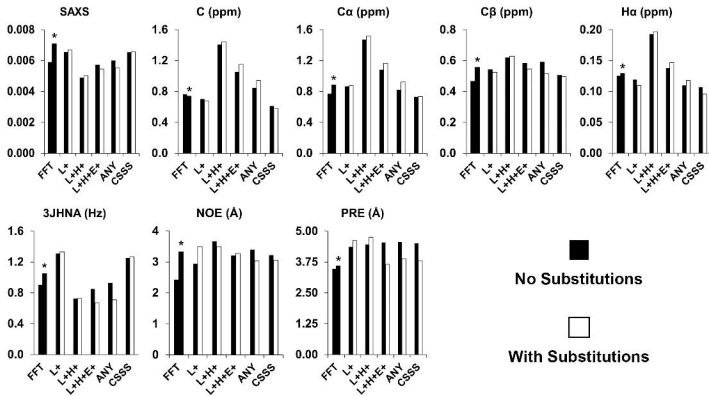 SAXS
0.008
0.006
0.004
0.002
0.000
*
FFT
L+
L+H+
L+H+E+
ANY
CSSS
C (ppm)
1.6
1.2
0.8
0.4
0.0
*
FFT
L+
L+H+
L+H+E+
ANY
CSSS
Cα (ppm)
1.6
1.2
0.8
0.4
0.0
*
FFT
L+
L+H+
L+H+E+
ANY
CSSS
Cβ (ppm)
0.8
0.6
0.4
0.2
0.0
*
FFT
L+
L+H+
L+H+E+
ANY
CSSS
Hα (ppm)
0.20
0.15
0.10
0.05
0.00
*
FFT
L+
L+H+
L+H+E+
ANY
CSSS
3JHNA (Hz)
1.6
1.2
0.8
0.4
0.0
*
FFT
L+
L+H+
L+H+E+
ANY
CSSS
NOE (Å)
4
3
2
1
0
*
FFT
L+
L+H+
L+H+E+
ANY
CSSS
PRE (Å)
5.00
3.75
2.50
1.25
0.00
*
FFT
L+
L+H+
L+H+E+
ANY
CSSS
No Substitutions
With Substitutions